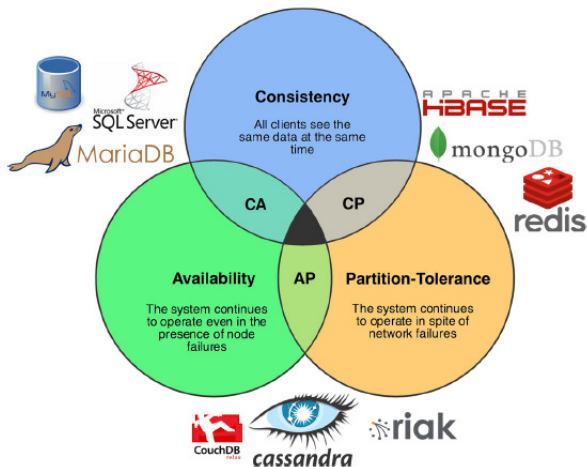 MySQL
Microsoft®
SQL Server®
MariaDB
Consistency
All clients see the
same data at the same
time
APACHE
HBASE
mongoDB
redis
CA
CP
AP
Availability
The system continues
to operate even in the
presence of node
failures
Partition-Tolerance
The system continues
to operate in spite of
network failures
CouchDB
relax
cassandra
riak